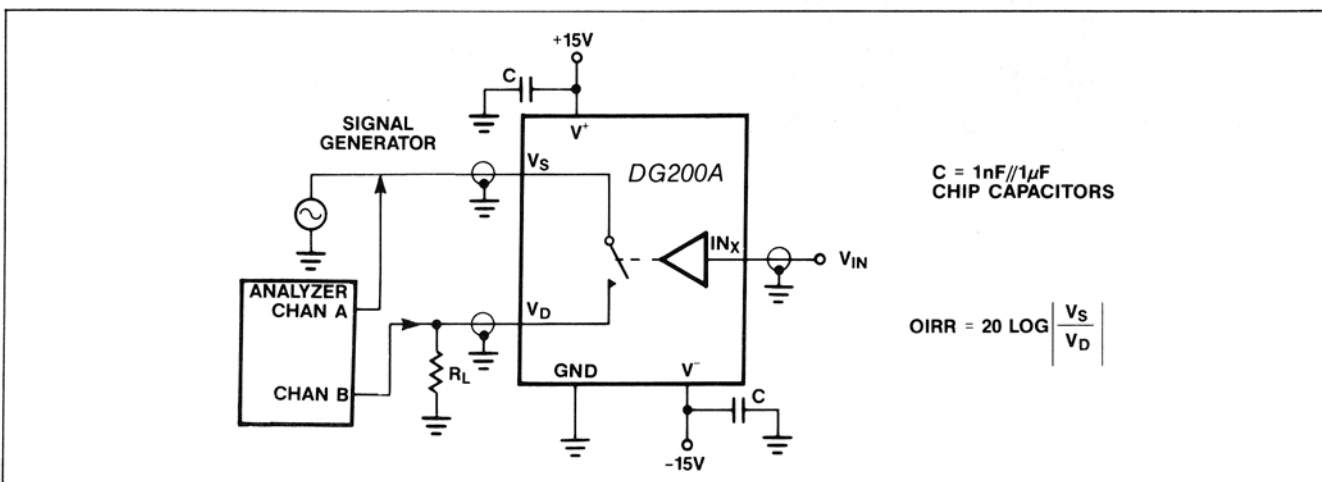 +15V
C
SIGNAL
GENERATOR
V+
VS
DG200A
C = 1nF//1µF
CHIP CAPACITORS
INX
VIN
ANALYZER
CHAN A
VD
OIRR = 20 LOG |VS/VD|
RL
GND
V−
CHAN B
C
−15V